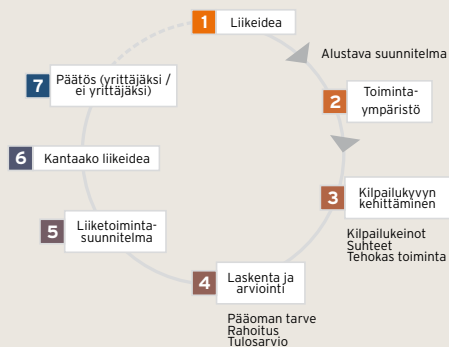 1 Liikeidea
Alustava suunnitelma
2 Toiminta-
ympäristö
3 Kilpailukyvyn
kehittäminen
Kilpailukeinot
Suhteet
Tehokas toiminta
4 Laskenta ja
arviointi
Pääoman tarve
Rahoitus
Tulosarvio
5 Liiketoiminta-
suunnitelma
6 Kantaako liikeidea
7 Päätös (yrittäjäksi /
ei yrittäjäksi)